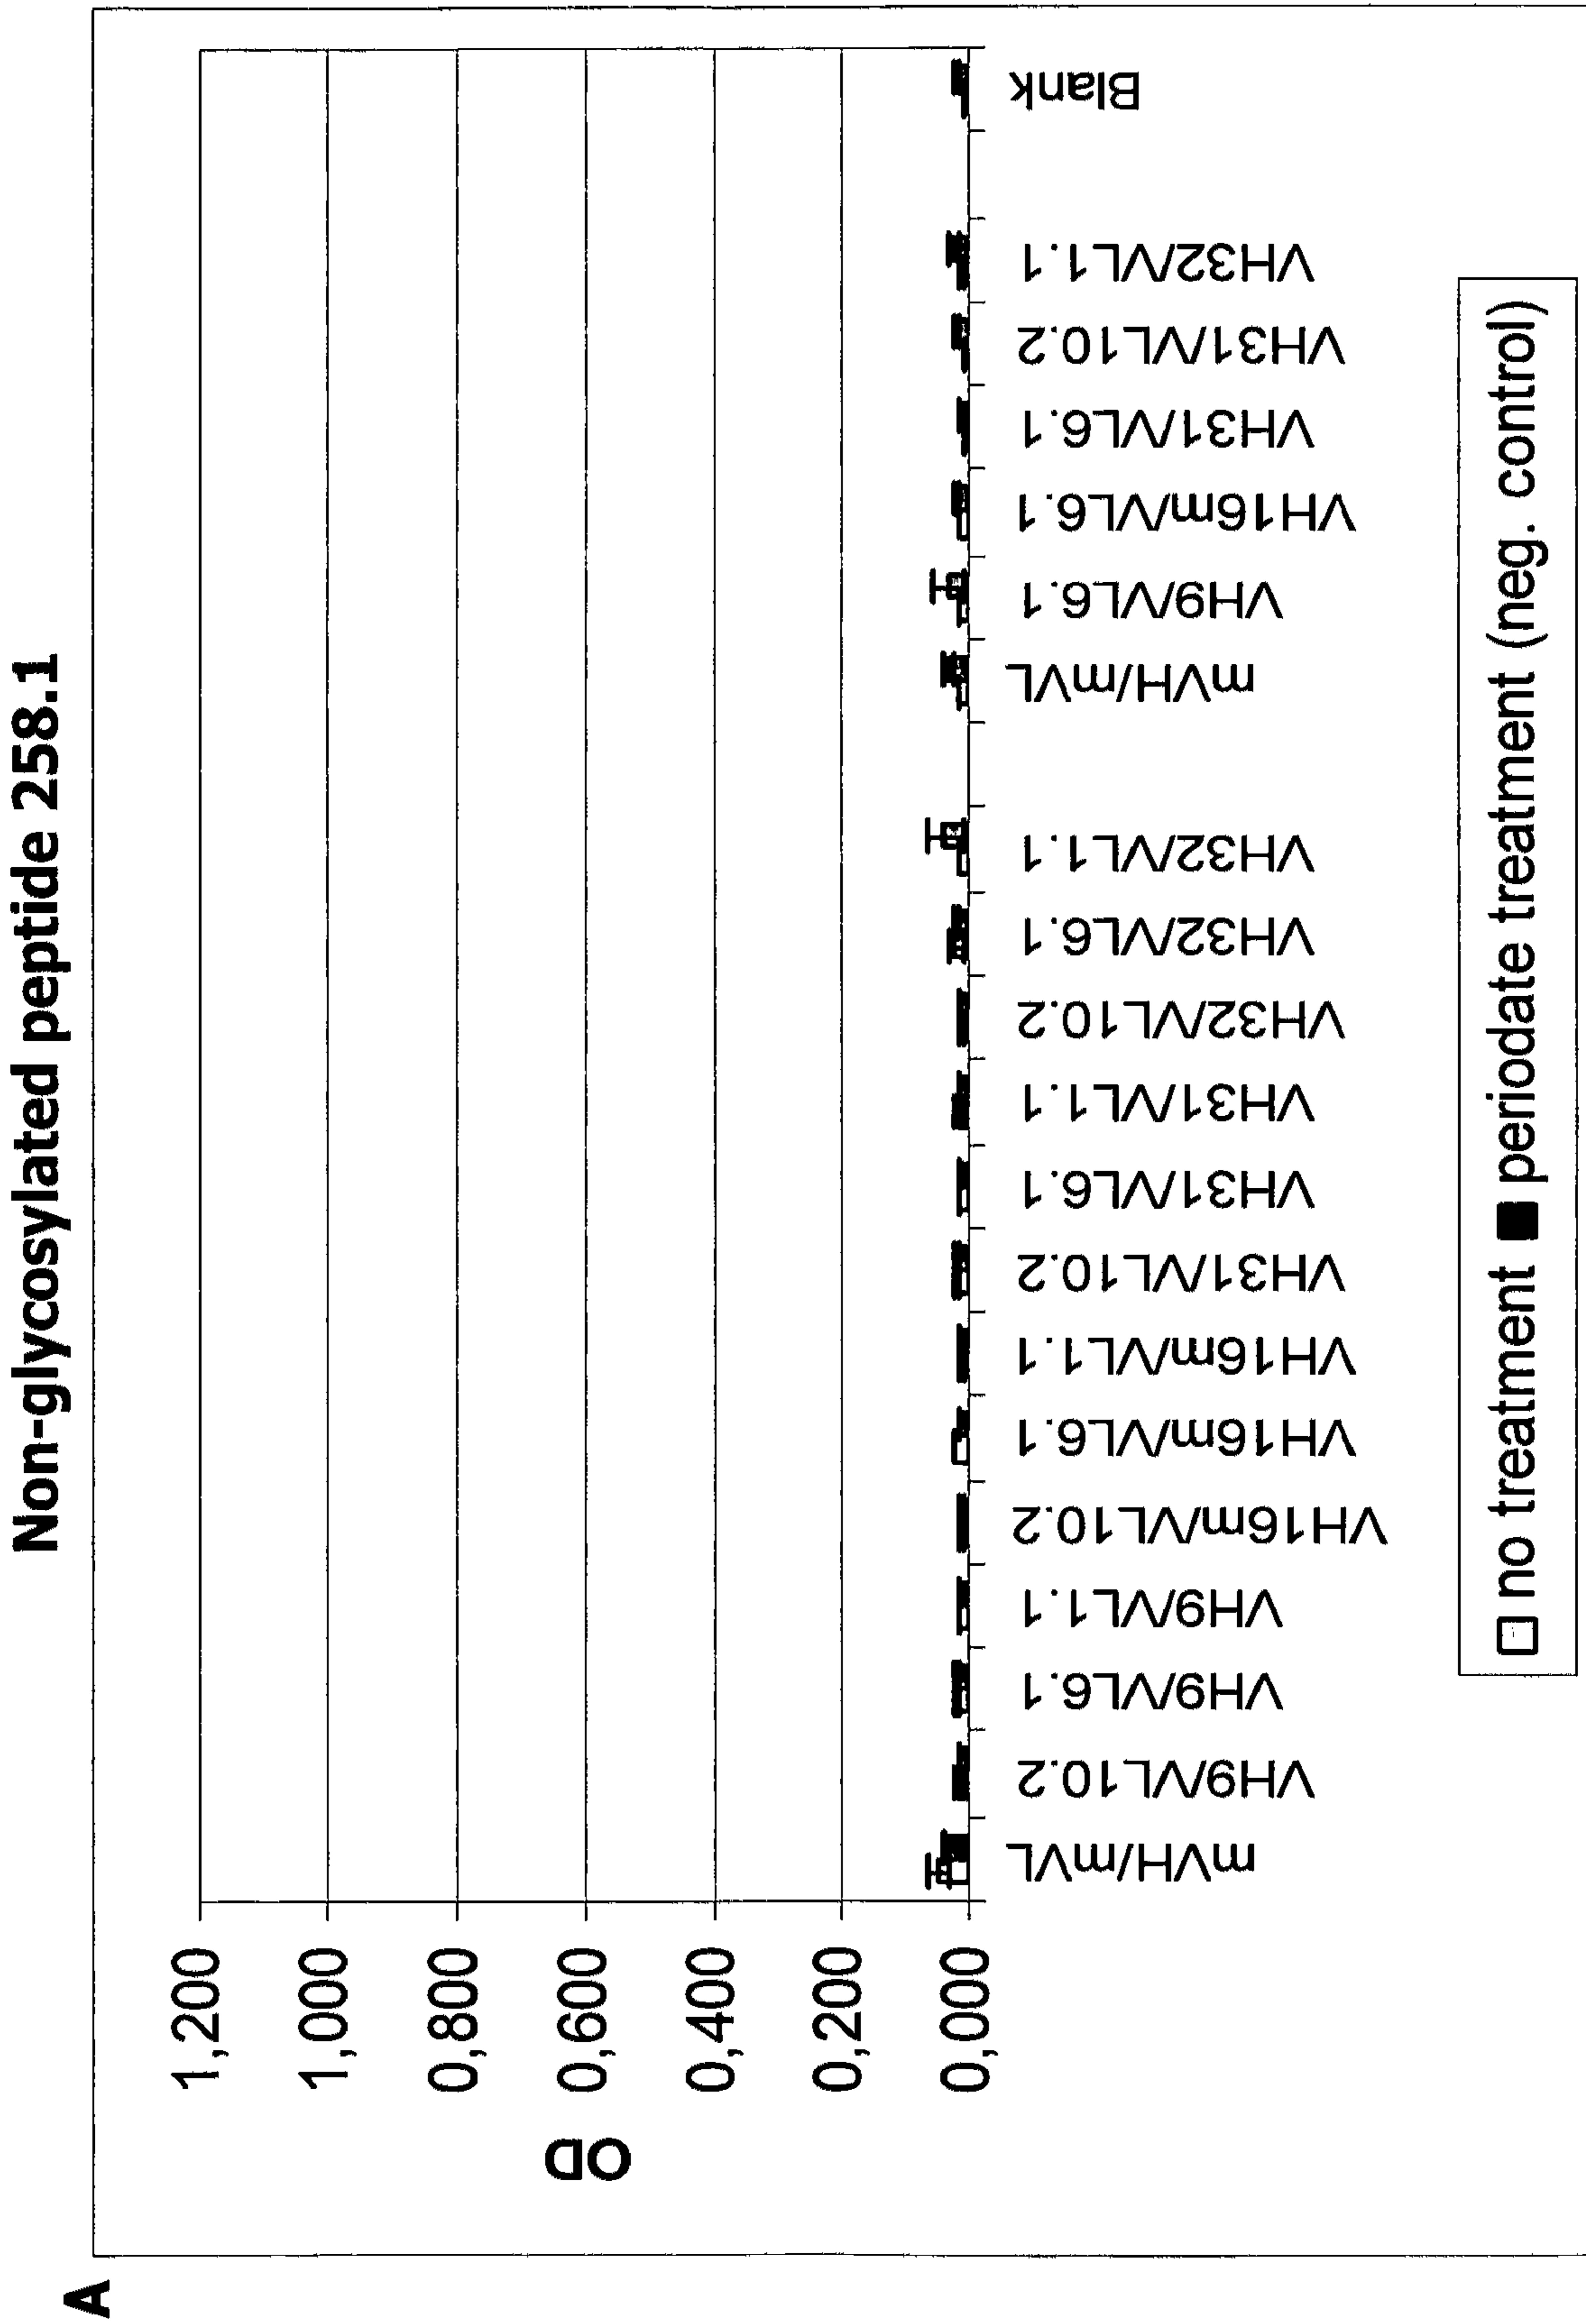 A
Non-glycosylated peptide 258.1
OD
1,200
1,000
0,800
0,600
0,400
0,200
0,000
mVH/mVL
VH9/VL10.2
VH9/VL6.1
VH9/VL1.1
VH16m/VL10.2
VH16m/VL6.1
VH16m/VL1.1
VH31/VL10.2
VH31/VL6.1
VH31/VL1.1
VH32/VL10.2
VH32/VL6.1
VH32/VL1.1
mVH/mVL
VH9/VL6.1
VH16m/VL6.1
VH31/VL6.1
VH31/VL10.2
VH32/VL1.1
Blank
no treatment periodate treatment (neg. control)